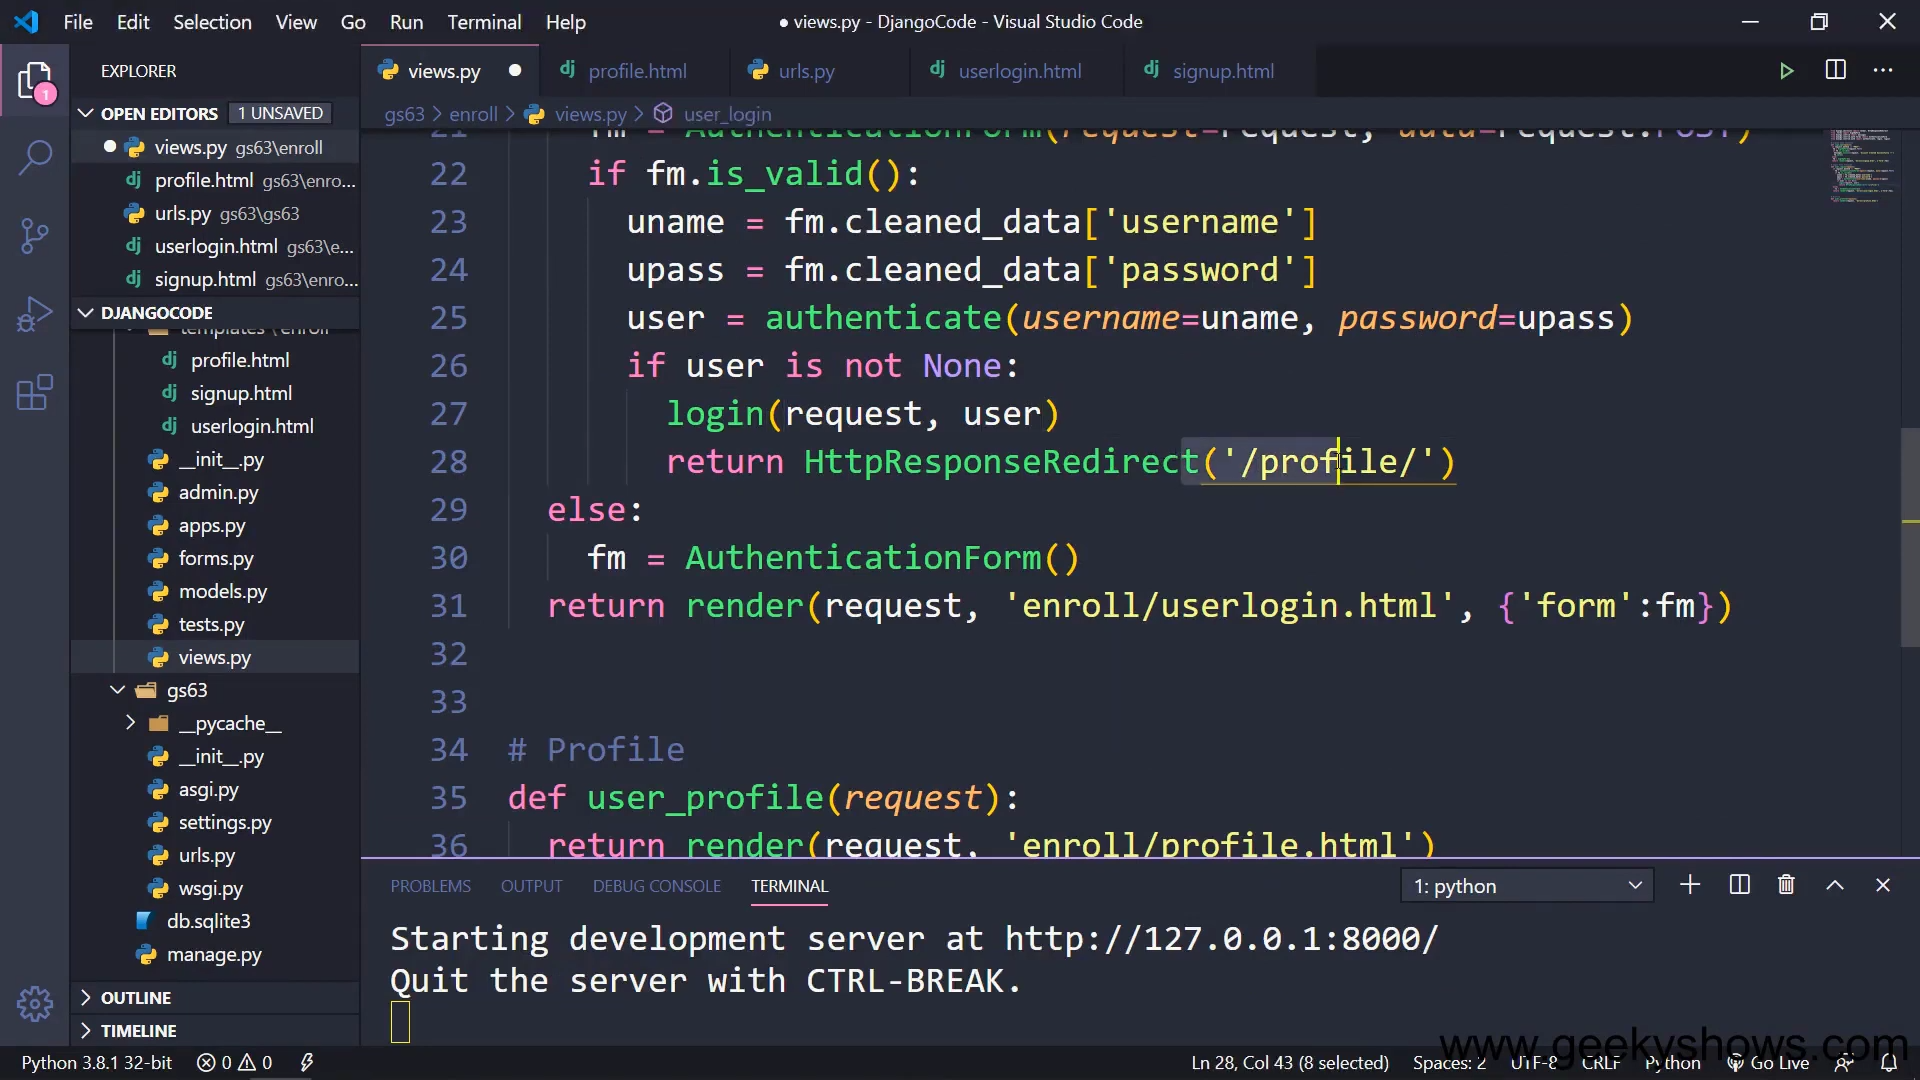 File Edit Selection View Go Run Terminal Help ● views.py - DjangoCode - Visual Studio Code
EXPLORER
views.py profile.html urls.py userlogin.html signup.html
OPEN EDITORS 1 UNSAVED
gs63 > enroll > views.py > user_login
views.py gs63\enroll
profile.html gs63\enro...
urls.py gs63\gs63
userlogin.html gs63\e...
signup.html gs63\enro...
DJANGOCODE
templates \ enroll
profile.html
signup.html
userlogin.html
__init__.py
admin.py
apps.py
forms.py
models.py
tests.py
views.py
gs63
__pycache__
__init__.py
asgi.py
settings.py
urls.py
wsgi.py
db.sqlite3
manage.py
OUTLINE
TIMELINE
21 fm = AuthenticationForm(request=request, data=request.POST)
22 if fm.is_valid():
23 uname = fm.cleaned_data['username']
24 upass = fm.cleaned_data['password']
25 user = authenticate(username=uname, password=upass)
26 if user is not None:
27 login(request, user)
28 return HttpResponseRedirect('/profile/')
29 else:
30 fm = AuthenticationForm()
31 return render(request, 'enroll/userlogin.html', {'form':fm})
32
33
34 # Profile
35 def user_profile(request):
36 return render(request, 'enroll/profile.html')
PROBLEMS OUTPUT DEBUG CONSOLE TERMINAL 1: python
Starting development server at http://127.0.0.1:8000/
Quit the server with CTRL-BREAK.
www.geekyshows.com
Python 3.8.1 32-bit 0 0 Ln 28, Col 43 (8 selected) Spaces: 2 UTF-8 CRLF Python Go Live
1